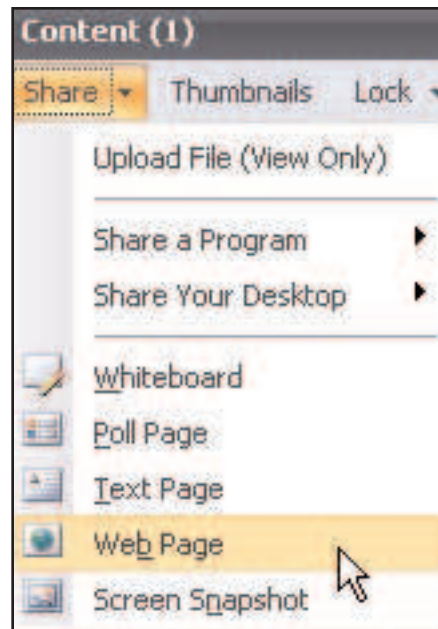 Content (1)
Share Thumbnails Lock
Upload File (View Only)
Share a Program
Share Your Desktop
Whiteboard
Poll Page
Text Page
Web Page
Screen Snapshot